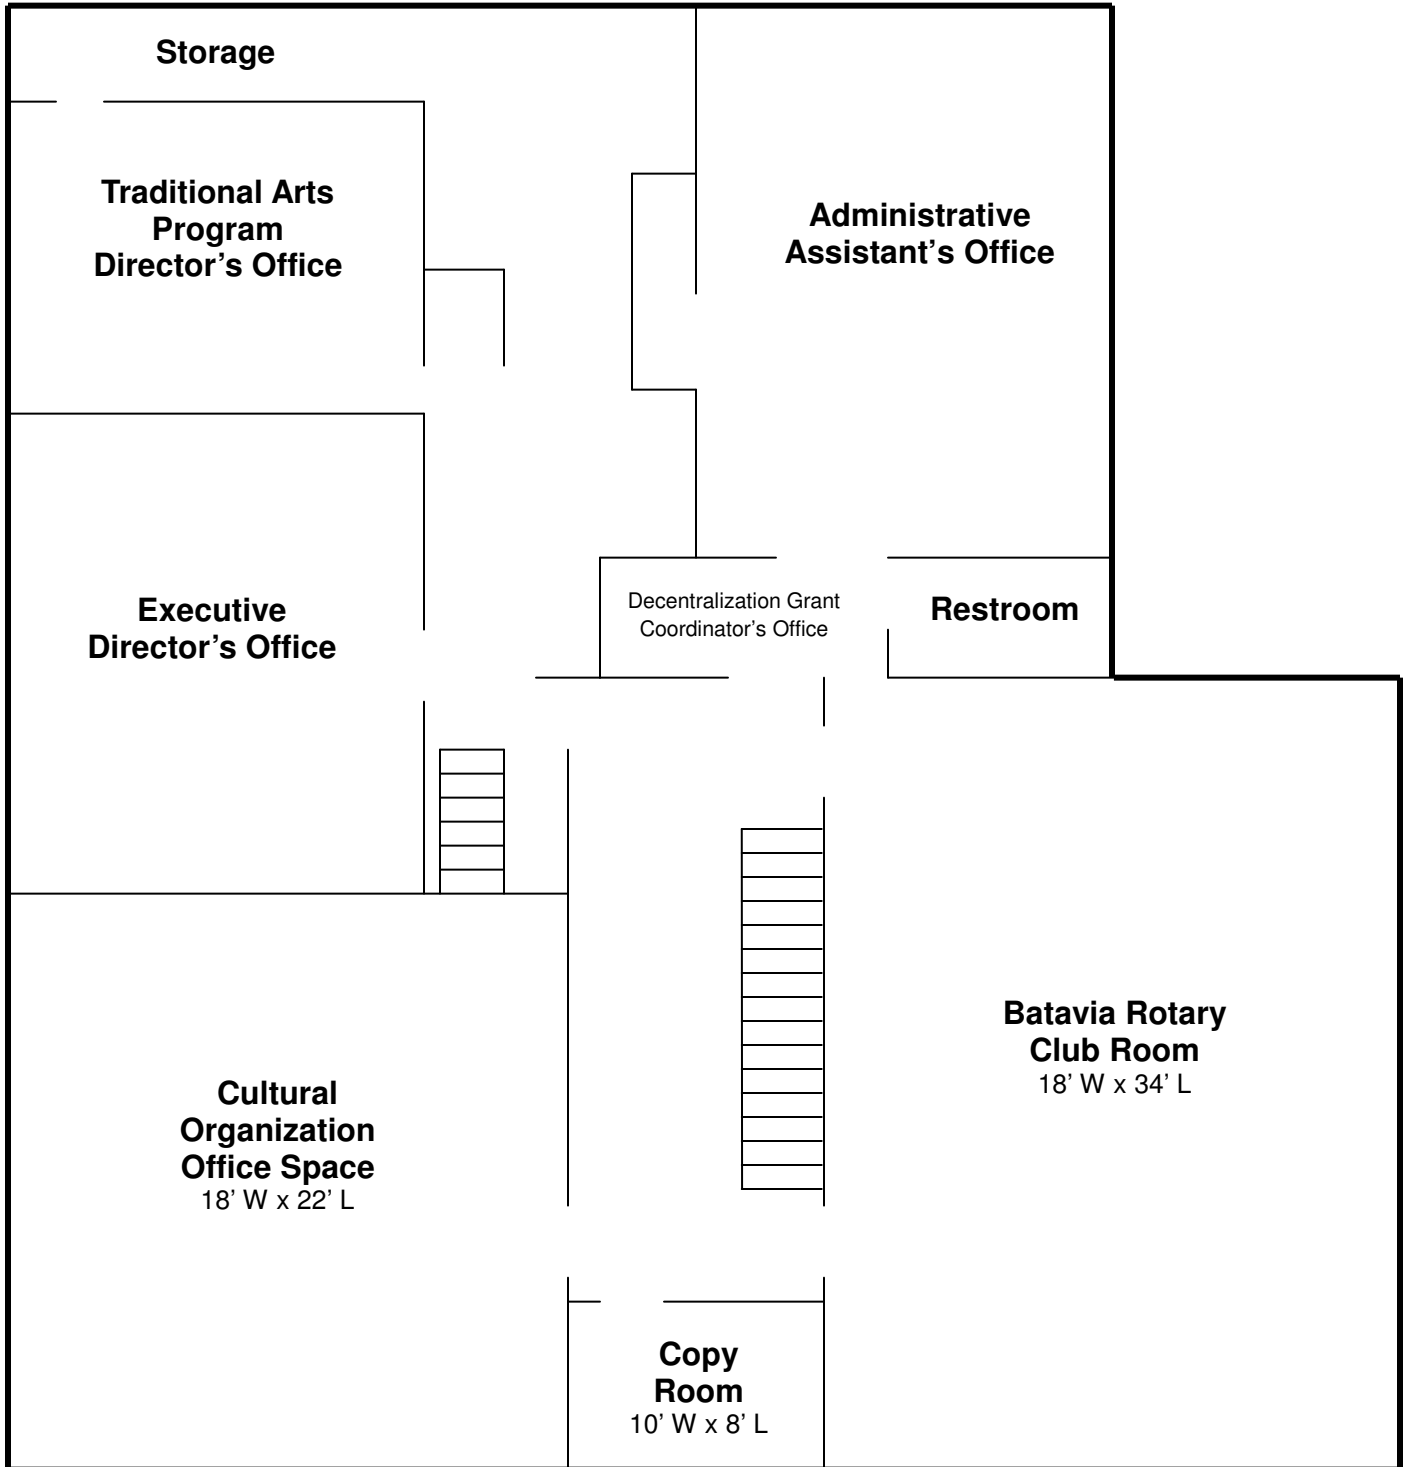 Storage
Traditional Arts
Program
Director’s Office
Administrative
Assistant’s Office
Executive
Director’s Office
Decentralization Grant
Coordinator’s Office
Restroom
Cultural
Organization
Office Space
18’ W x 22’ L
Batavia Rotary
Club Room
18’ W x 34’ L
Copy
Room
10’ W x 8’ L